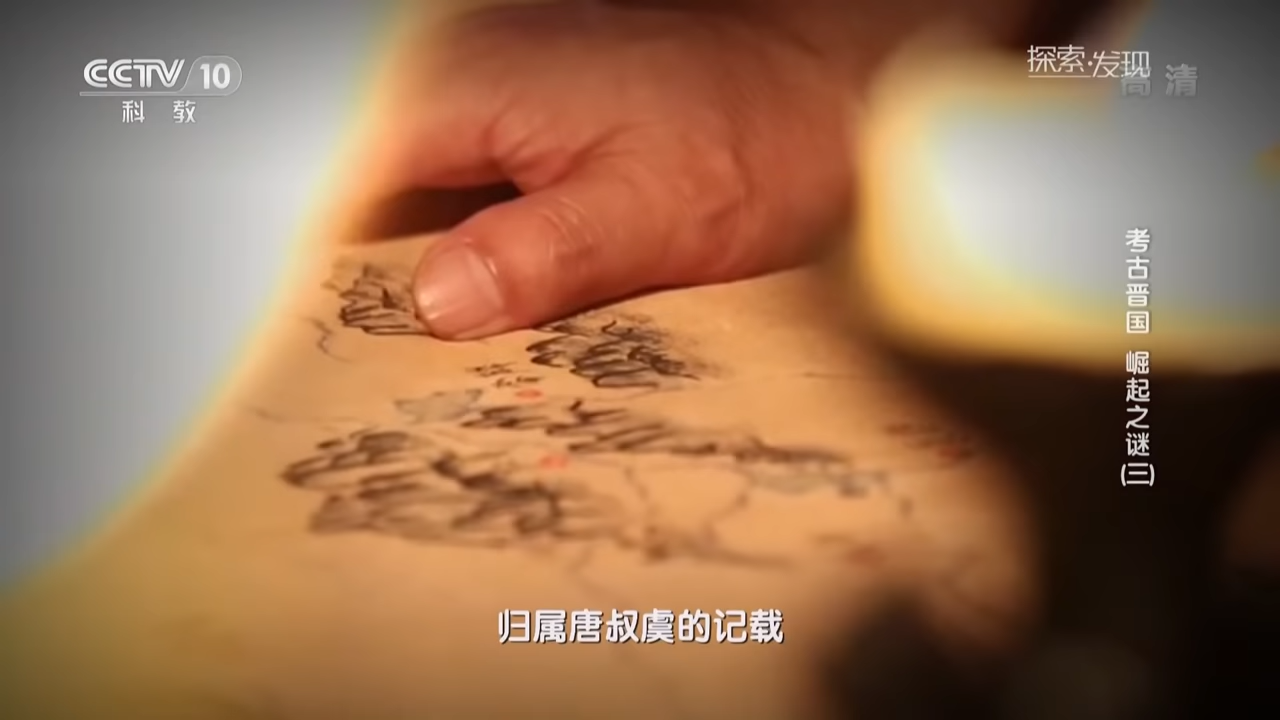 CCTV 10
科教
探索·发现
高清
考古晋国 崛起之谜(三)
归属唐叔虞的记载